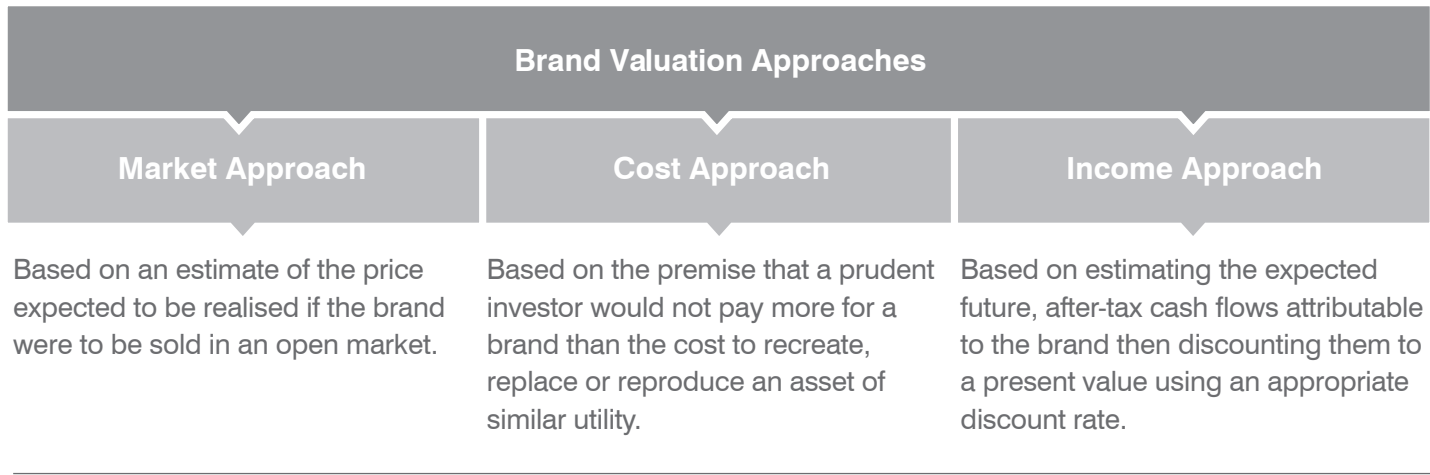 Brand Valuation Approaches
Market Approach
Based on an estimate of the price
expected to be realised if the brand
were to be sold in an open market.
Cost Approach
Based on the premise that a prudent
investor would not pay more for a
brand than the cost to recreate,
replace or reproduce an asset of
similar utility.
Income Approach
Based on estimating the expected
future, after-tax cash flows attributable
to the brand then discounting them to
a present value using an appropriate
discount rate.